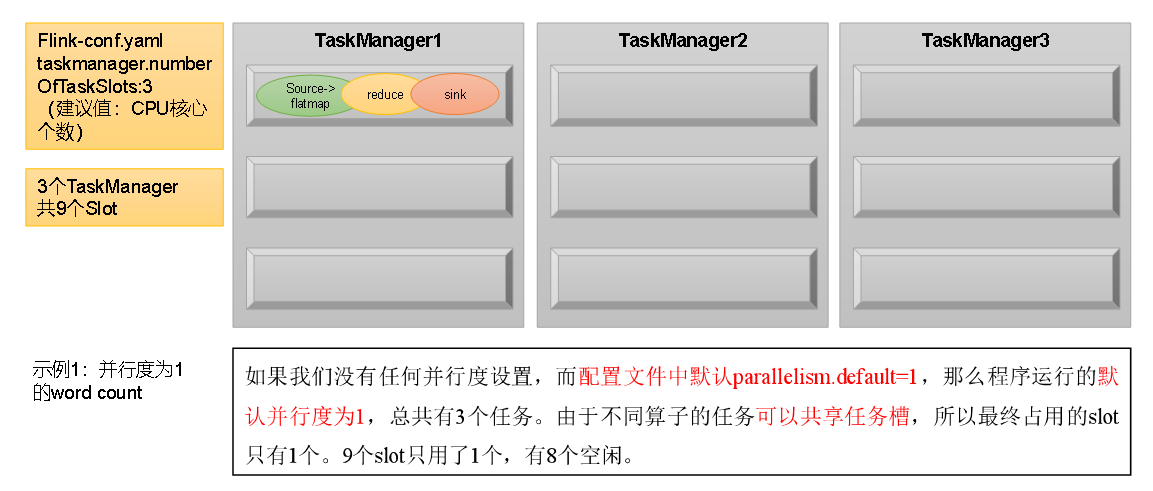 Flink-conf.yaml
taskmanager.number
OfTaskSlots:3
（建议值：CPU核心
个数）
3个TaskManager
共9个Slot
TaskManager1
Source->
flatmap
reduce
sink
TaskManager2
TaskManager3
示例1：并行度为1
的word count
如果我们没有任何并行度设置，而配置文件中默认parallelism.default=1，那么程序运行的默
认并行度为1，总共有3个任务。由于不同算子的任务可以共享任务槽，所以最终占用的slot
只有1个。9个slot只用了1个，有8个空闲。